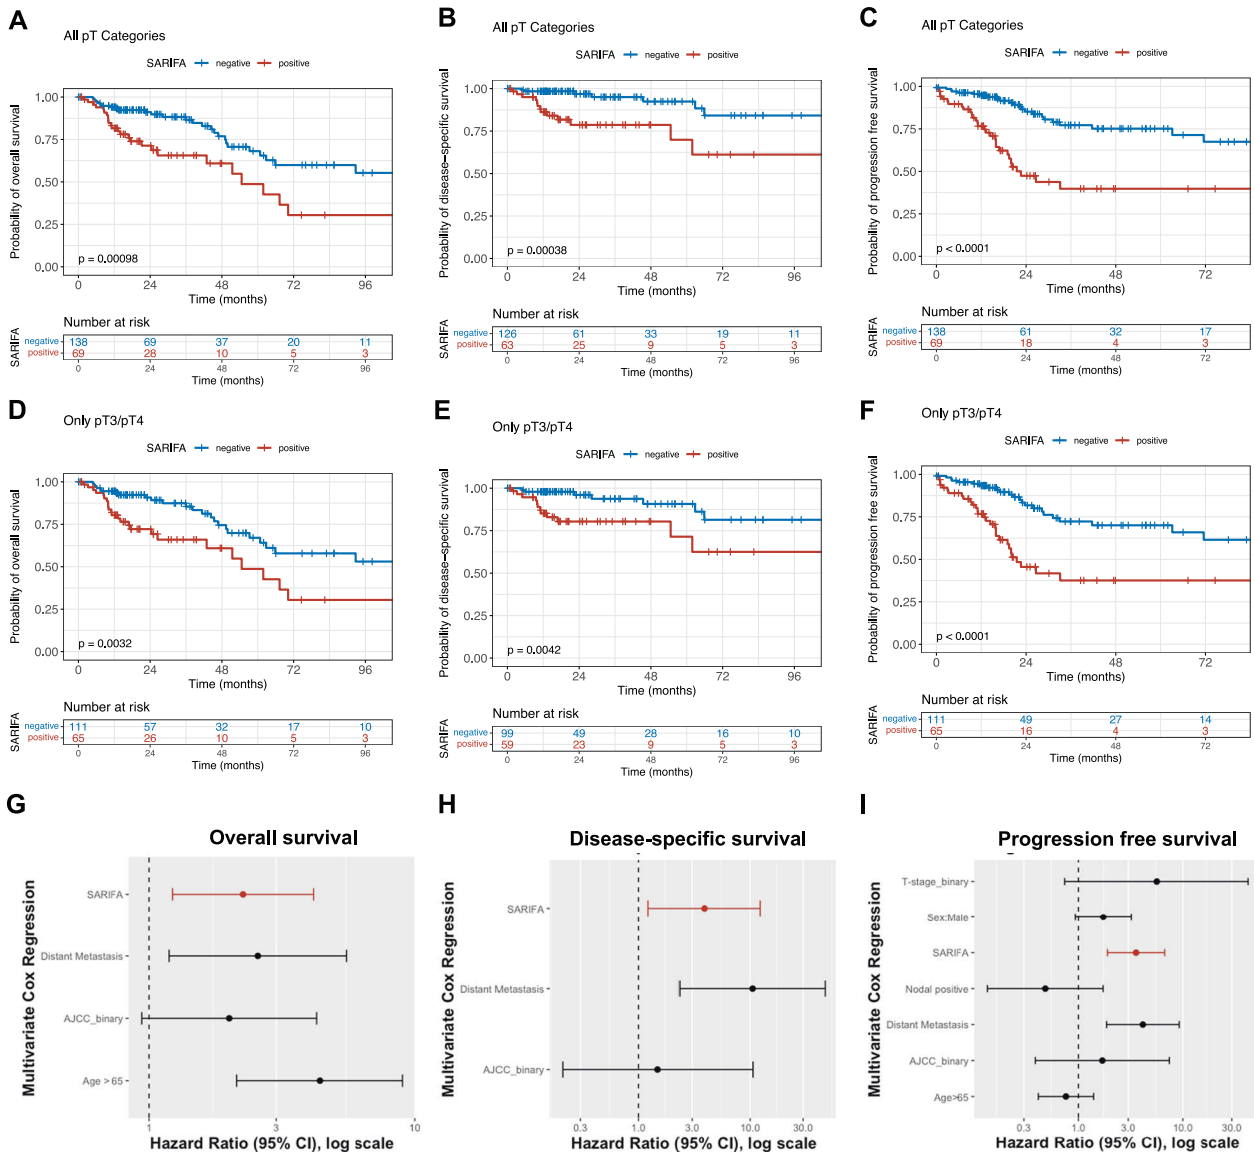 A
All pT Categories
SARIFA negative positive
Probability of overall survival
1.00
0.75
0.50
0.25
0.00
p = 0.00098
0 24 48 72 96
Time (months)
Number at risk
SARIFA
negative 138 69 37 20 11
positive 69 28 10 5 3
0 24 48 72 96
Time (months)
B
All pT Categories
SARIFA negative positive
Probability of disease-specific survival
1.00
0.75
0.50
0.25
0.00
p = 0.00038
0 24 48 72 96
Time (months)
Number at risk
SARIFA
negative 126 61 33 19 11
positive 63 25 9 5 3
0 24 48 72 96
Time (months)
C
All pT Categories
SARIFA negative positive
Probability of progression free survival
1.00
0.75
0.50
0.25
0.00
p < 0.0001
0 24 48 72
Time (months)
Number at risk
SARIFA
negative 138 61 32 17
positive 69 18 4 3
0 24 48 72
Time (months)
D
Only pT3/pT4
SARIFA negative positive
Probability of overall survival
1.00
0.75
0.50
0.25
0.00
p = 0.0032
0 24 48 72 96
Time (months)
Number at risk
SARIFA
negative 111 57 32 17 10
positive 65 26 10 5 3
0 24 48 72 96
Time (months)
E
Only pT3/pT4
SARIFA negative positive
Probability of disease-specific survival
1.00
0.75
0.50
0.25
0.00
p = 0.0042
0 24 48 72 96
Time (months)
Number at risk
SARIFA
negative 99 49 28 16 10
positive 59 23 9 5 3
0 24 48 72 96
Time (months)
F
Only pT3/pT4
SARIFA negative positive
Probability of progression free survival
1.00
0.75
0.50
0.25
0.00
p < 0.0001
0 24 48 72
Time (months)
Number at risk
SARIFA
negative 111 49 27 14
positive 65 16 4 3
0 24 48 72
Time (months)
G
Overall survival
Multivariate Cox Regression
SARIFA
Distant Metastasis
AJCC_binary
Age > 65
1 3 10
Hazard Ratio (95% CI), log scale
H
Disease-specific survival
Multivariate Cox Regression
SARIFA
Distant Metastasis
AJCC_binary
0.3 1.0 3.0 10.0 30.0
Hazard Ratio (95% CI), log scale
I
Progression free survival
Multivariate Cox Regression
T-stage_binary
Sex:Male
SARIFA
Nodal positive
Distant Metastasis
AJCC_binary
Age>65
0.3 1.0 3.0 10.0 30.0
Hazard Ratio (95% CI), log scale